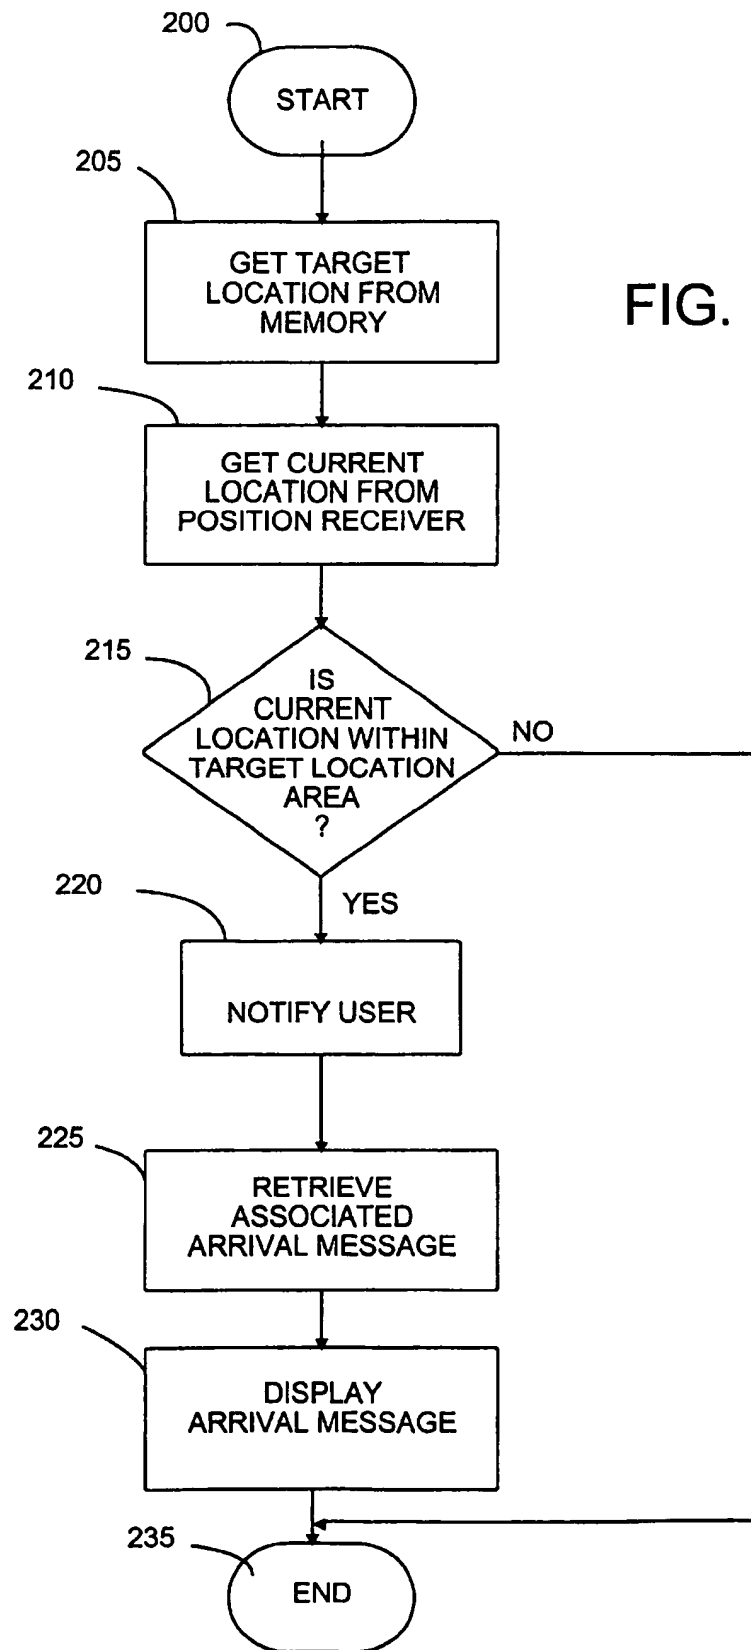 200
START
205
GET TARGET
LOCATION FROM
MEMORY
FIG.
210
GET CURRENT
LOCATION FROM
POSITION RECEIVER
215
IS
CURRENT
LOCATION WITHIN
TARGET LOCATION
AREA
?
NO
YES
220
NOTIFY USER
225
RETRIEVE
ASSOCIATED
ARRIVAL MESSAGE
230
DISPLAY
ARRIVAL MESSAGE
235
END